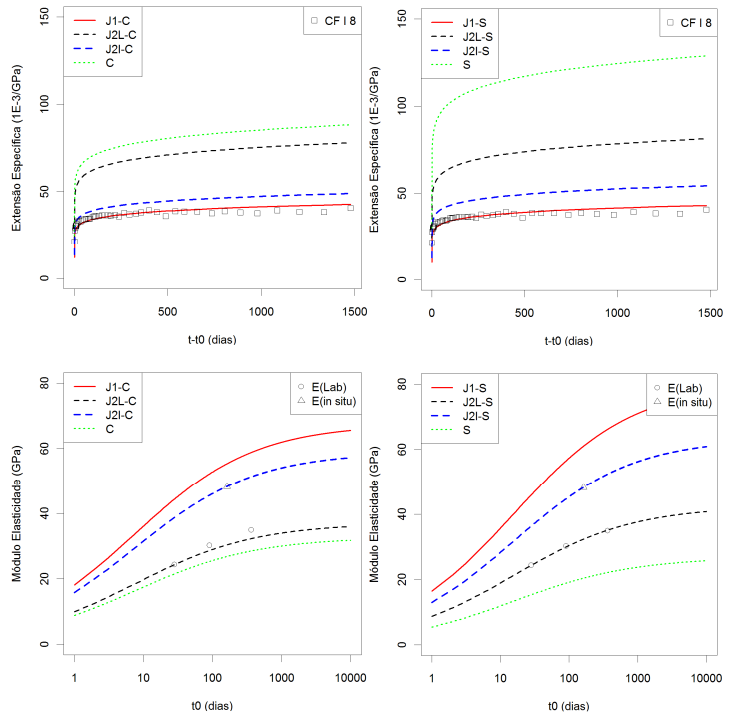 J1-C
J2L-C
J2I-C
C
CF I 8
Extensão Específica (1E-3/GPa)
0
50
100
150
0
500
1000
1500
t-t0 (dias)
J1-S
J2L-S
J2I-S
S
CF I 8
Extensão Específica (1E-3/GPa)
0
50
100
150
0
500
1000
1500
t-t0 (dias)
J1-C
J2L-C
J2I-C
C
E(Lab)
E(in situ)
Módulo Elasticidade (GPa)
0
20
40
60
80
1
10
100
1000
10000
t0 (dias)
J1-S
J2L-S
J2I-S
S
E(Lab)
E(in situ)
Módulo Elasticidade (GPa)
0
20
40
60
80
1
10
100
1000
10000
t0 (dias)